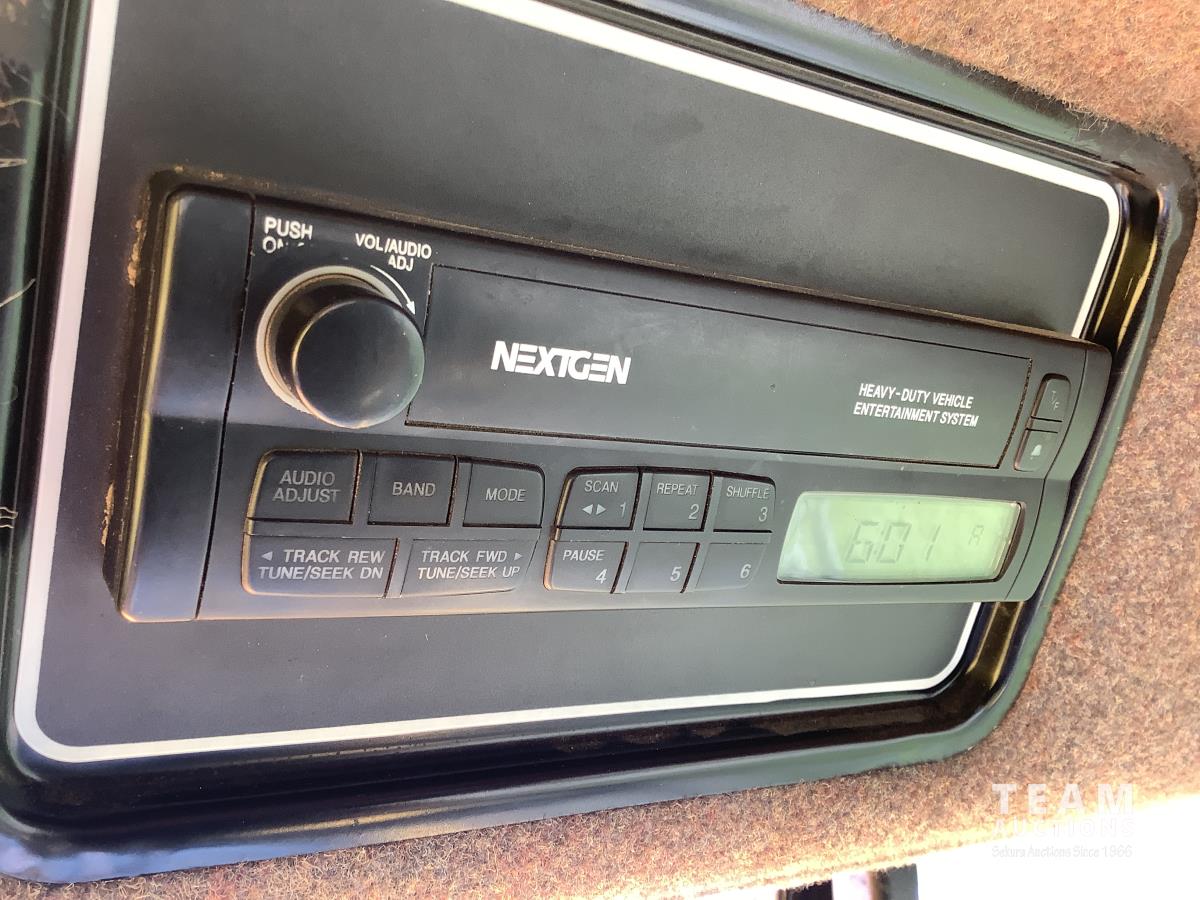 PUSH
VOL/AUDIO
ADJ
NEXTGEN
HEAVY-DUTY VEHICLE
ENTERTAINMENT SYSTEM
T/F
AUDIO
ADJUST
BAND
MODE
SCAN
◀▶ 1
REPEAT
2
SHUFFLE
3
◀ TRACK REW
TUNE/SEEK DN
TRACK FWD ▶
TUNE/SEEK UP
PAUSE
4
5
6
6:01 A
TEAM
AUCTIONS
Sekura Auctions Since 1966